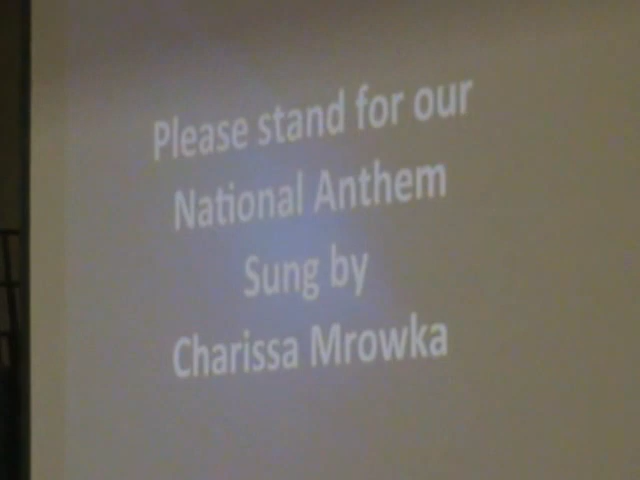 Please stand for our
National Anthem
Sung by
Charissa Mrowka